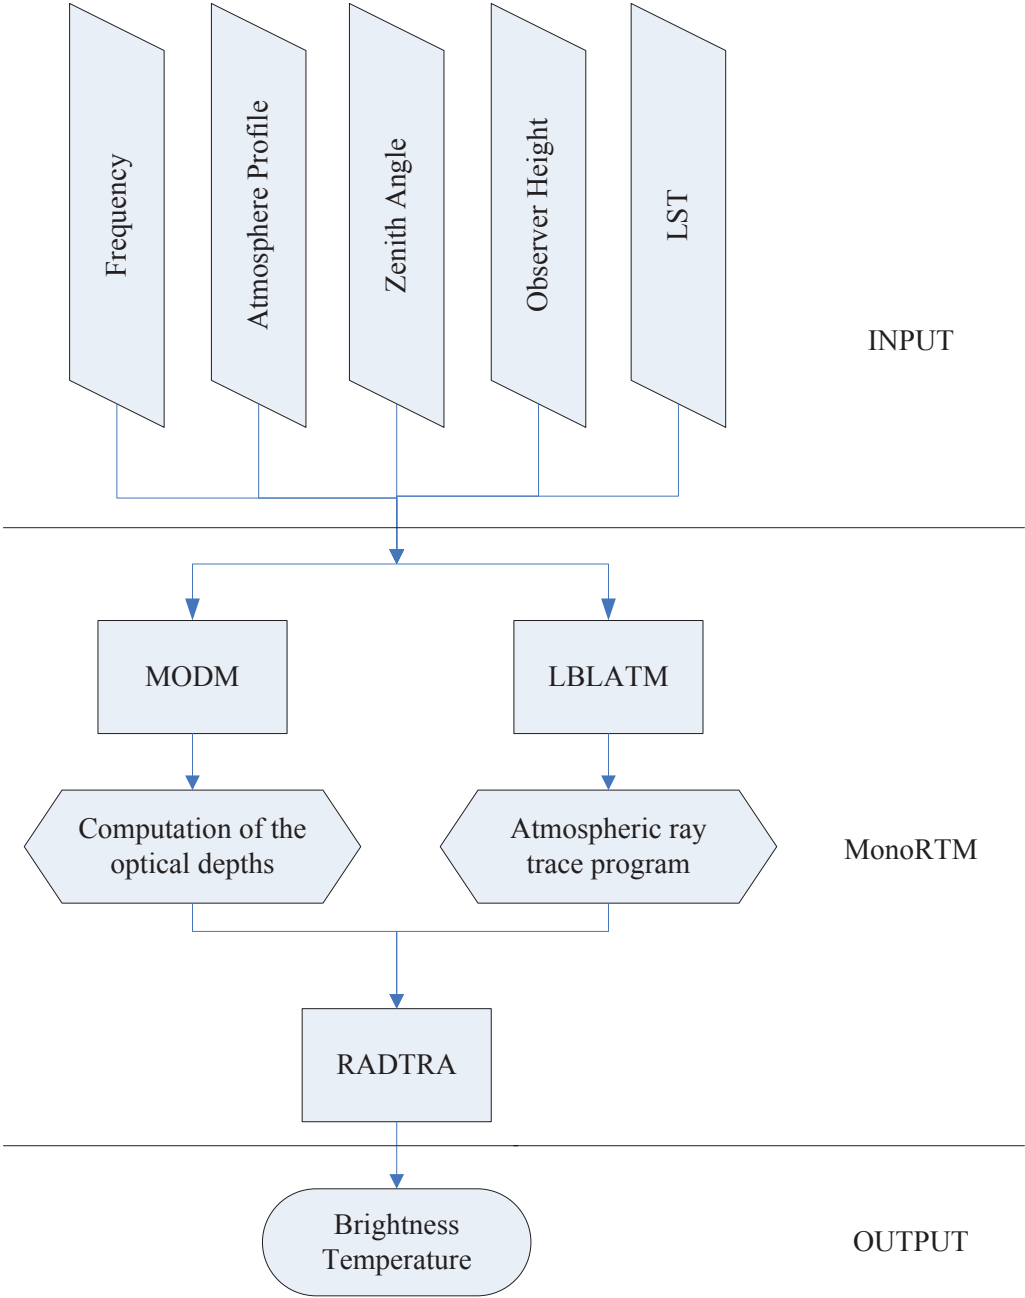 Frequency
Atmosphere Profile
Zenith Angle
Observer Height
LST
INPUT
MODM
LBLATM
Computation of the
optical depths
Atmospheric ray
trace program
MonoRTM
RADTRA
Brightness
Temperature
OUTPUT